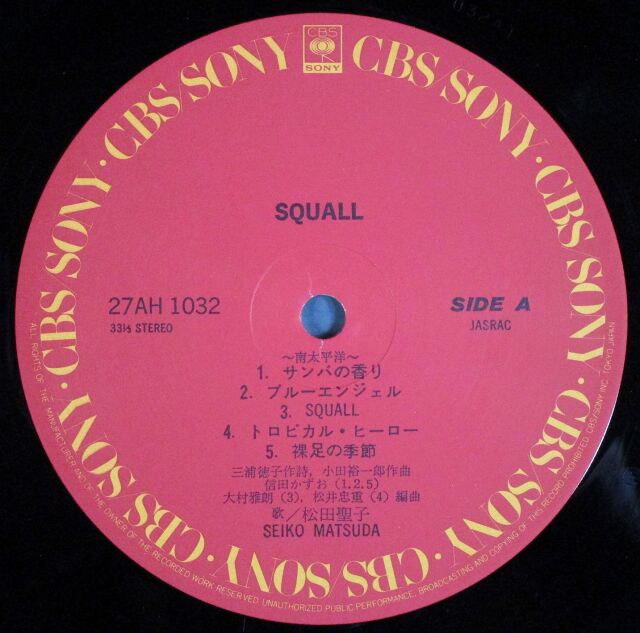 CBS
SONY
CBS/SONY · CBS/SONY · CBS/SONY · CBS/SONY · CBS/SONY · CBS/SONY · CBS/SONY · CBS SONY ·
SQUALL
27AH 1032
33⅓ STEREO
SIDE A
JASRAC
~南太平洋~
1. サンバの香り
2. ブルーエンジェル
3. SQUALL
4. トロピカル・ヒーロー
5. 裸足の季節
三浦徳子作詩, 小田裕一郎作曲
信田かずお (1.2.5)
大村雅朗 (3), 松井忠重 (4) 編曲
歌／松田聖子
SEIKO MATSUDA
ALL RIGHTS OF THE MANUFACTURER AND OF THE OWNER OF THE RECORDED WORK RESERVED UNAUTHORIZED PUBLIC PERFORMANCE, BROADCASTING AND COPYING OF THIS RECORD PROHIBITED CBS/SONY INC. TOKYO JAPAN